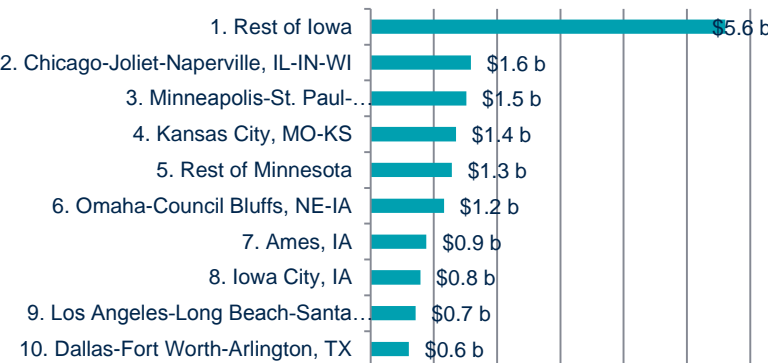 1. Rest of Iowa $5.6 b
2. Chicago-Joliet-Naperville, IL-IN-WI $1.6 b
3. Minneapolis-St. Paul-… $1.5 b
4. Kansas City, MO-KS $1.4 b
5. Rest of Minnesota $1.3 b
6. Omaha-Council Bluffs, NE-IA $1.2 b
7. Ames, IA $0.9 b
8. Iowa City, IA $0.8 b
9. Los Angeles-Long Beach-Santa… $0.7 b
10. Dallas-Fort Worth-Arlington, TX $0.6 b